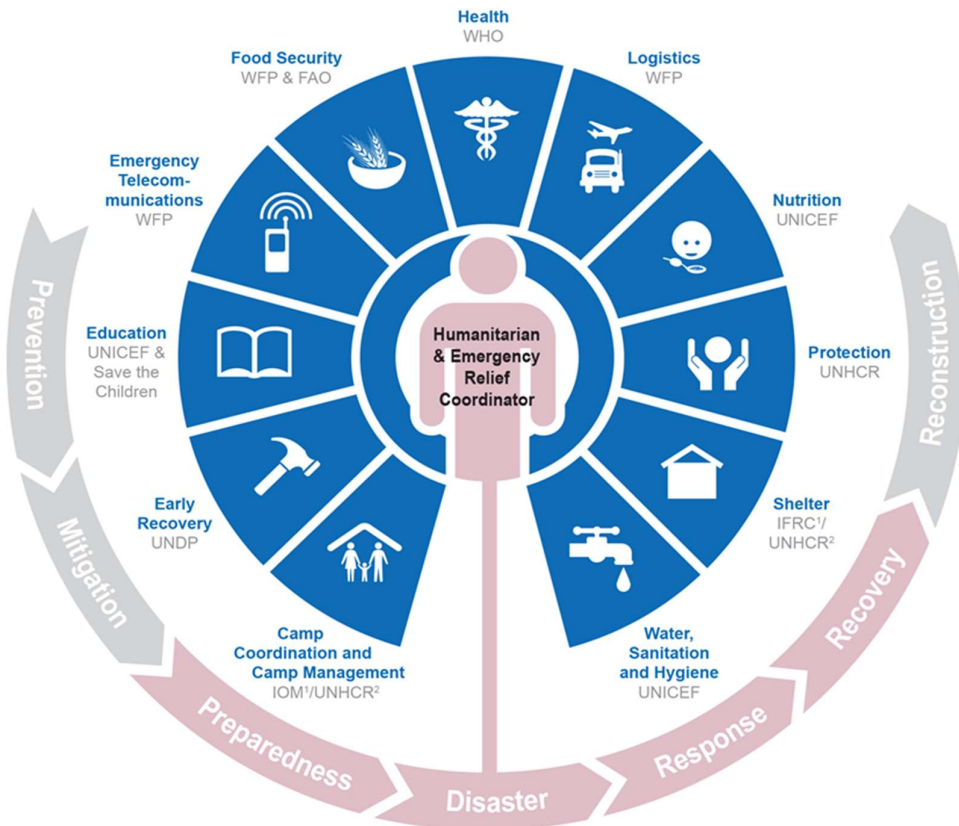 Health
WHO
Food Security
WFP & FAO
Logistics
WFP
Emergency
Telecom-
munications
WFP
Nutrition
UNICEF
Education
UNICEF &
Save the
Children
Protection
UNHCR
Humanitarian
& Emergency
Relief
Coordinator
Early
Recovery
UNDP
Shelter
IFRC¹/
UNHCR²
Camp
Coordination and
Camp Management
IOM¹/UNHCR²
Water,
Sanitation
and Hygiene
UNICEF
Prevention
Mitigation
Preparedness
Disaster
Response
Recovery
Reconstruction